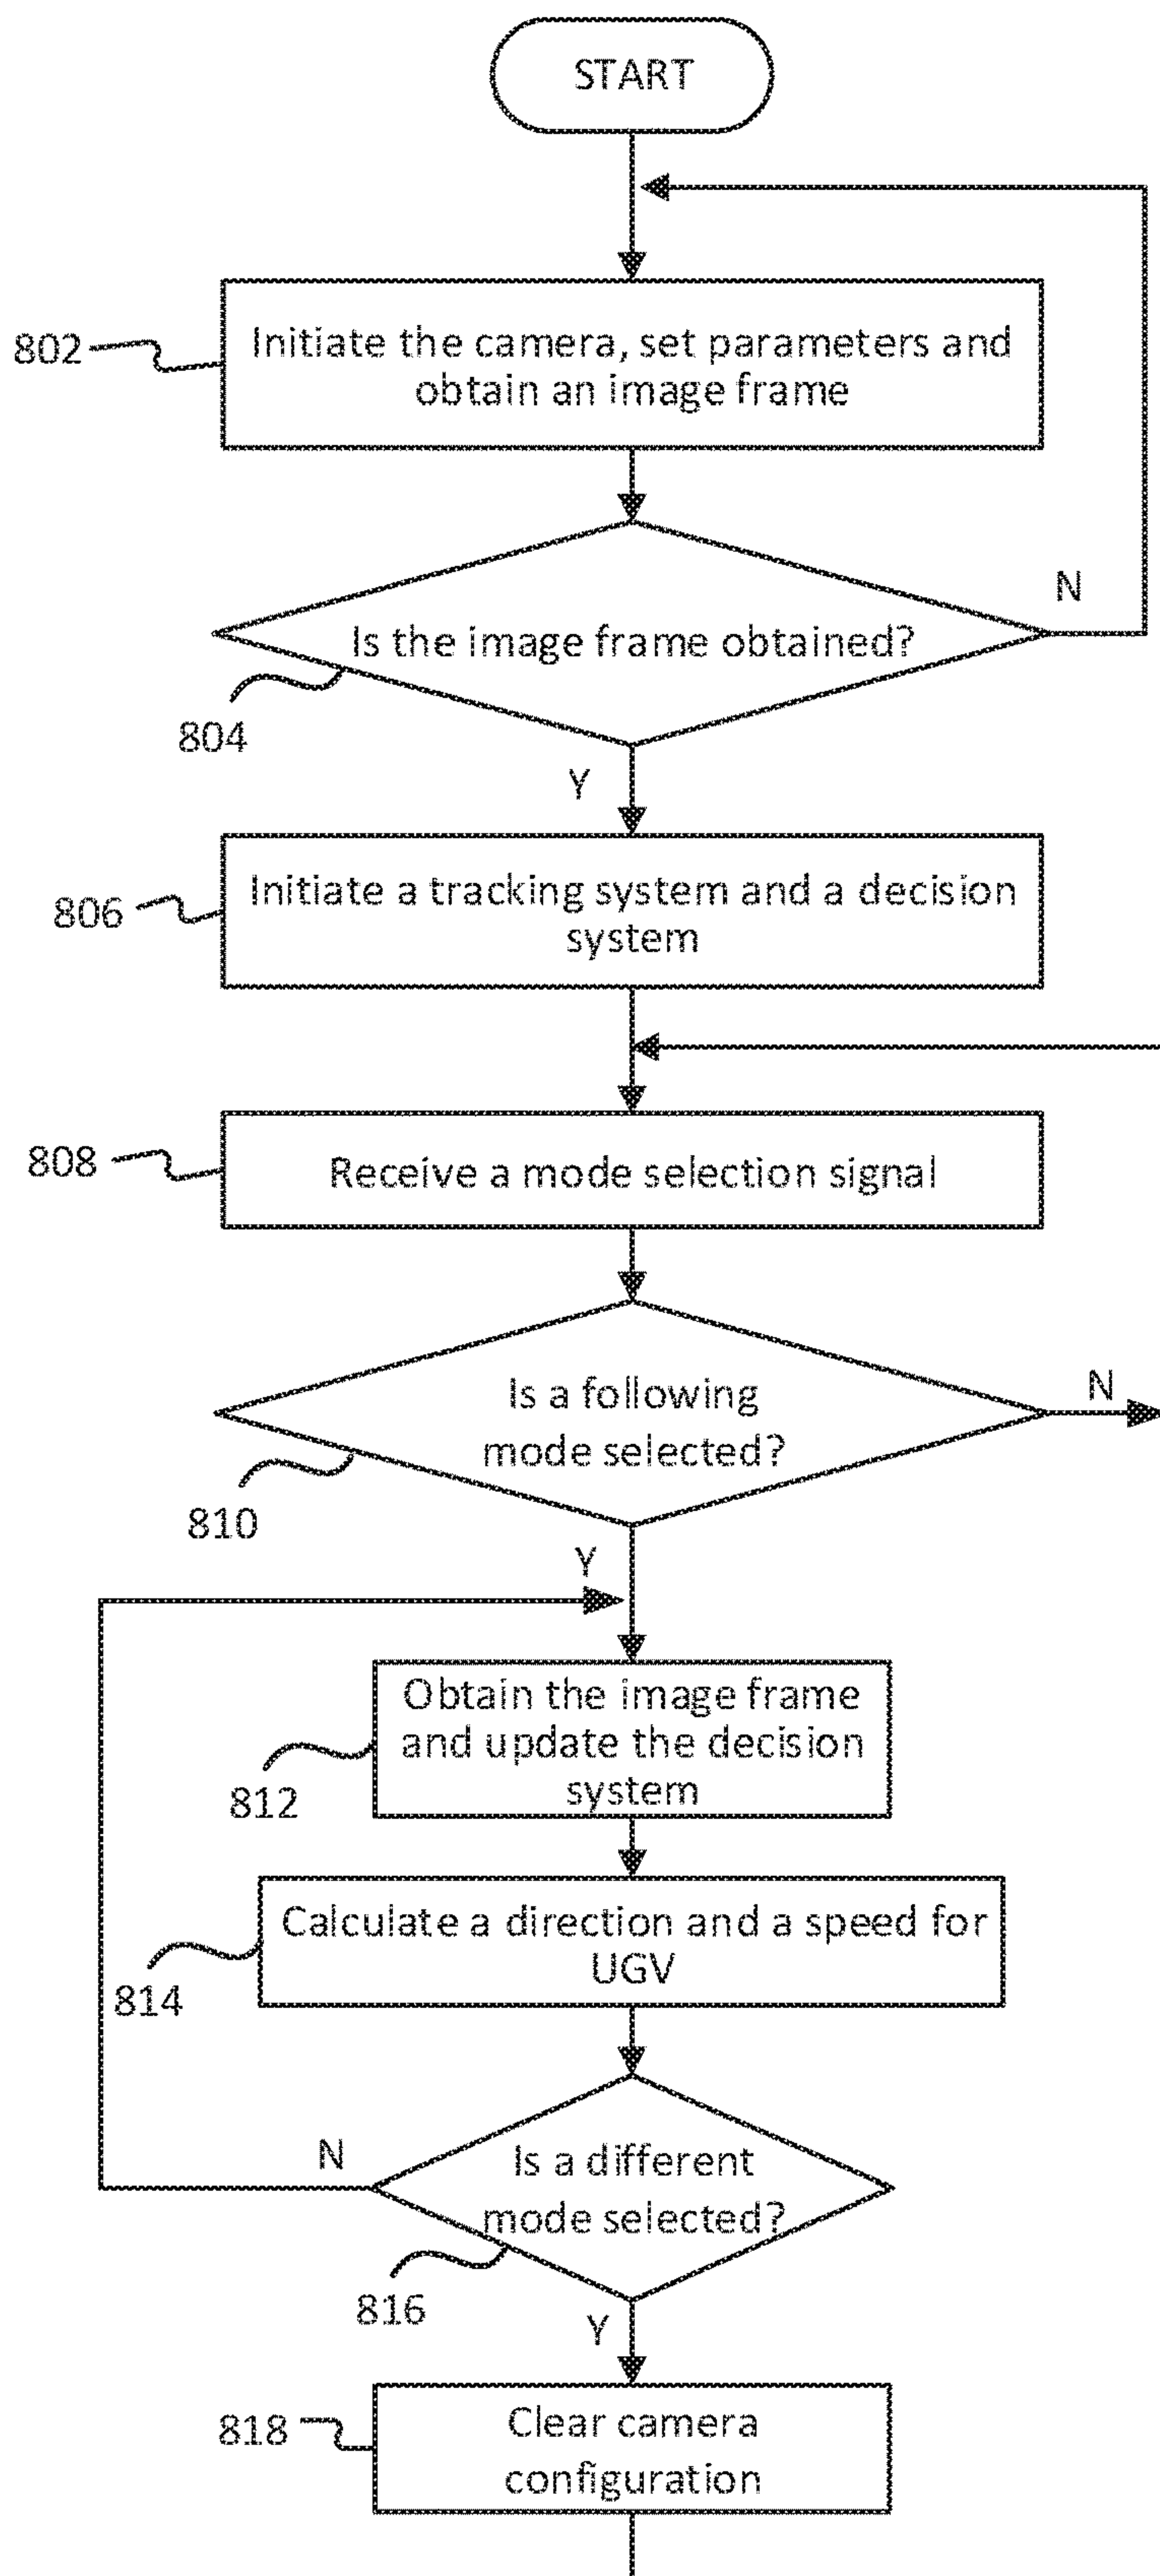 START
802
Initiate the camera, set parameters and
obtain an image frame
N
Is the image frame obtained?
804
Y
806
Initiate a tracking system and a decision
system
808
Receive a mode selection signal
N
Is a following
mode selected?
810
Y
Obtain the image frame
and update the decision
system
812
Calculate a direction and a speed for
UGV
814
N
Is a different
mode selected?
816
Y
818
Clear camera
configuration